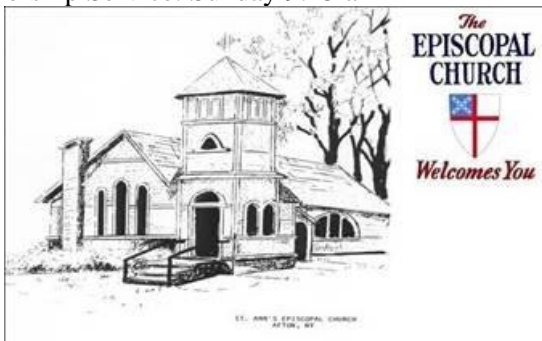 The
EPISCOPAL
CHURCH
Welcomes You
ST. ANN'S EPISCOPAL CHURCH
AFTON, NY